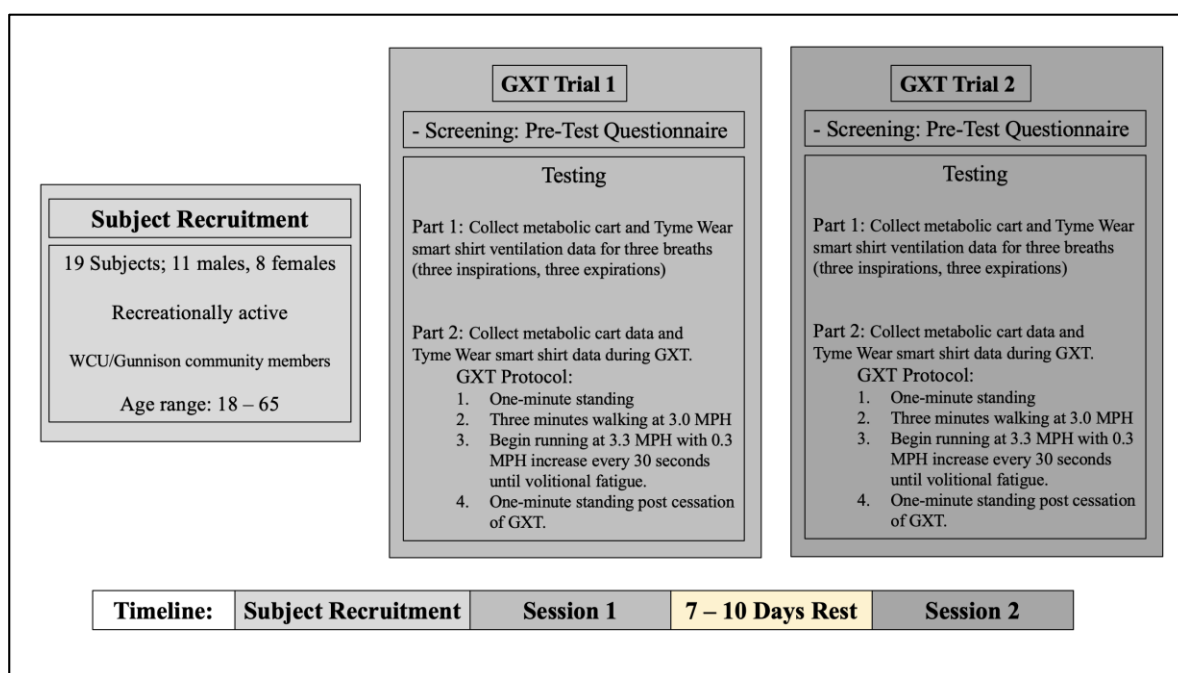 Subject Recruitment
19 Subjects; 11 males, 8 females
Recreationally active
WCU/Gunnison community members
Age range: 18 – 65
GXT Trial 1
- Screening: Pre-Test Questionnaire
Testing
Part 1: Collect metabolic cart and Tyme Wear
smart shirt ventilation data for three breaths
(three inspirations, three expirations)
Part 2: Collect metabolic cart data and
Tyme Wear smart shirt data during GXT.
GXT Protocol:
1. One-minute standing
2. Three minutes walking at 3.0 MPH
3. Begin running at 3.3 MPH with 0.3
MPH increase every 30 seconds
until volitional fatigue.
4. One-minute standing post cessation
of GXT.
GXT Trial 2
- Screening: Pre-Test Questionnaire
Testing
Part 1: Collect metabolic cart and Tyme Wear
smart shirt ventilation data for three breaths
(three inspirations, three expirations)
Part 2: Collect metabolic cart data and
Tyme Wear smart shirt data during GXT.
GXT Protocol:
1. One-minute standing
2. Three minutes walking at 3.0 MPH
3. Begin running at 3.3 MPH with 0.3
MPH increase every 30 seconds
until volitional fatigue.
4. One-minute standing post cessation
of GXT.
Timeline: Subject Recruitment Session 1 7 – 10 Days Rest Session 2